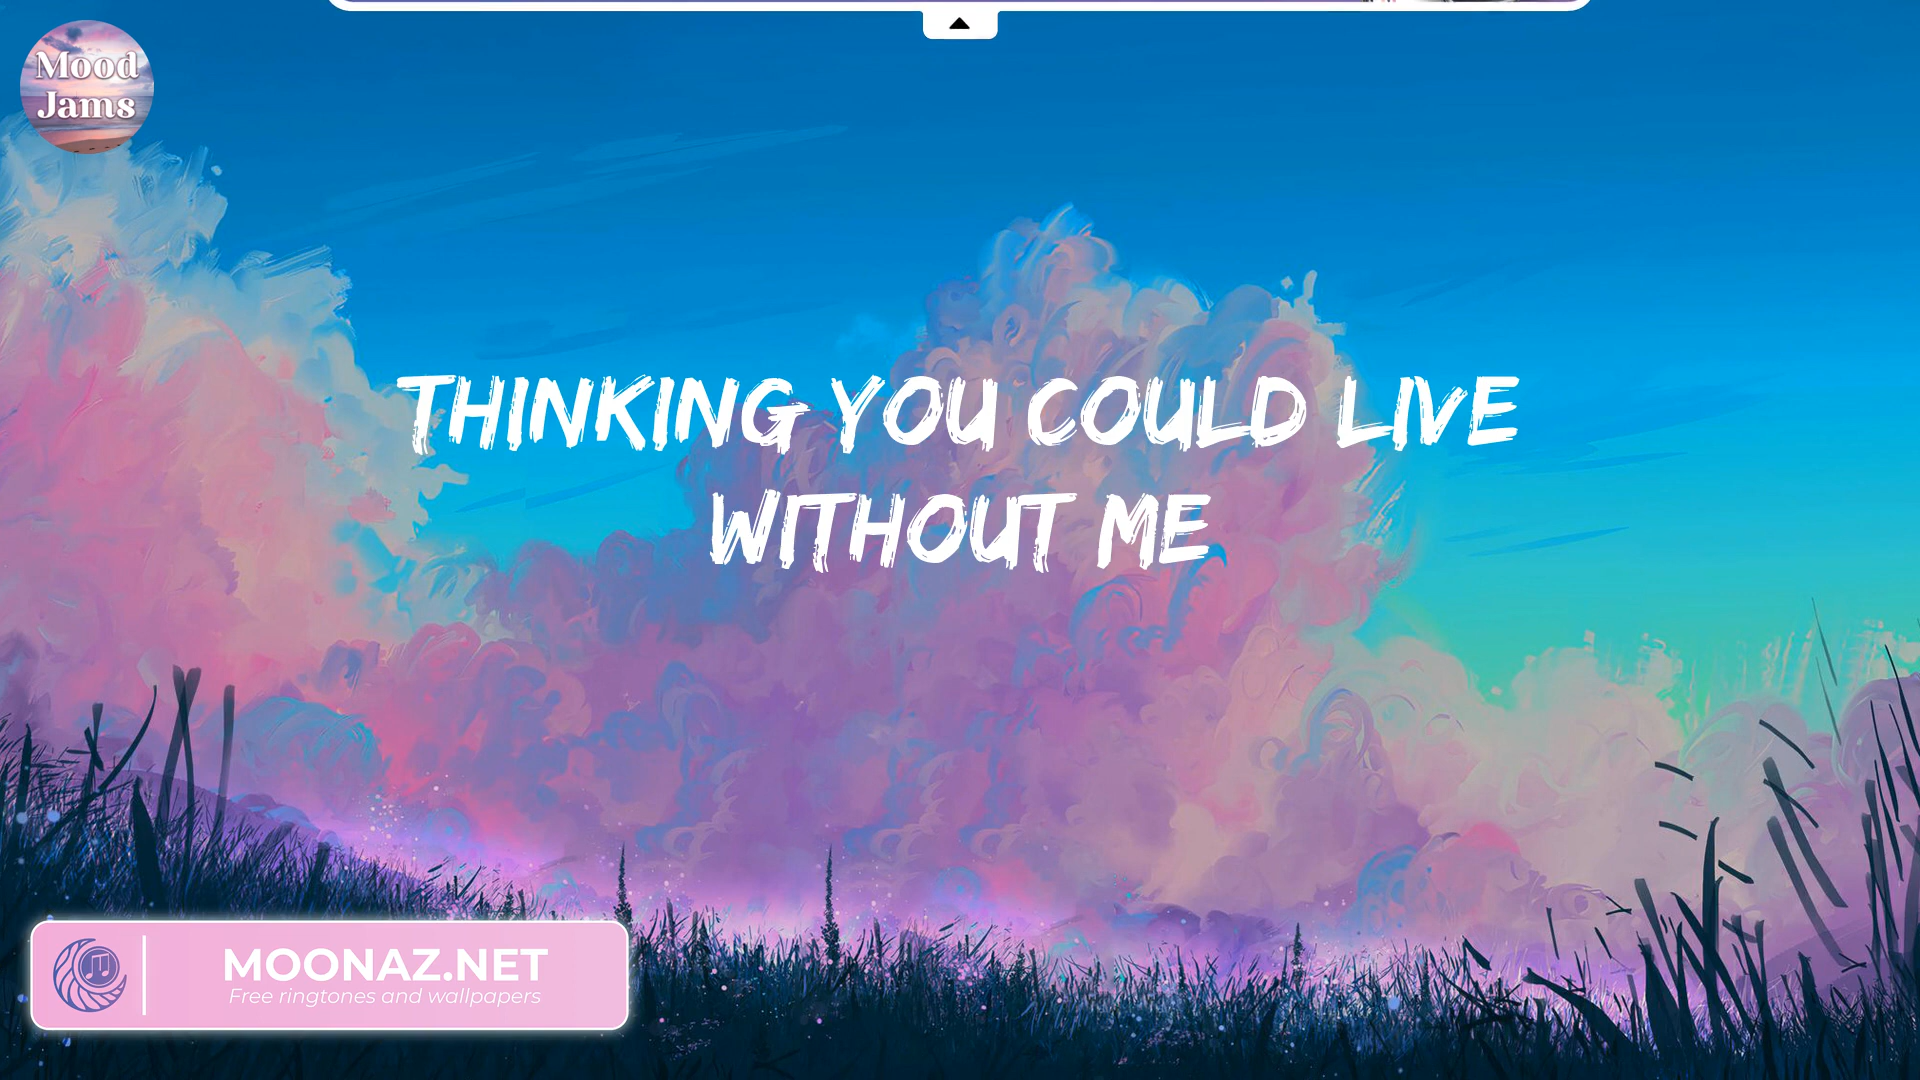 Mood
Jams
THINKING YOU COULD LIVE
WITHOUT ME
MOONAZ.NET
Free ringtones and wallpapers